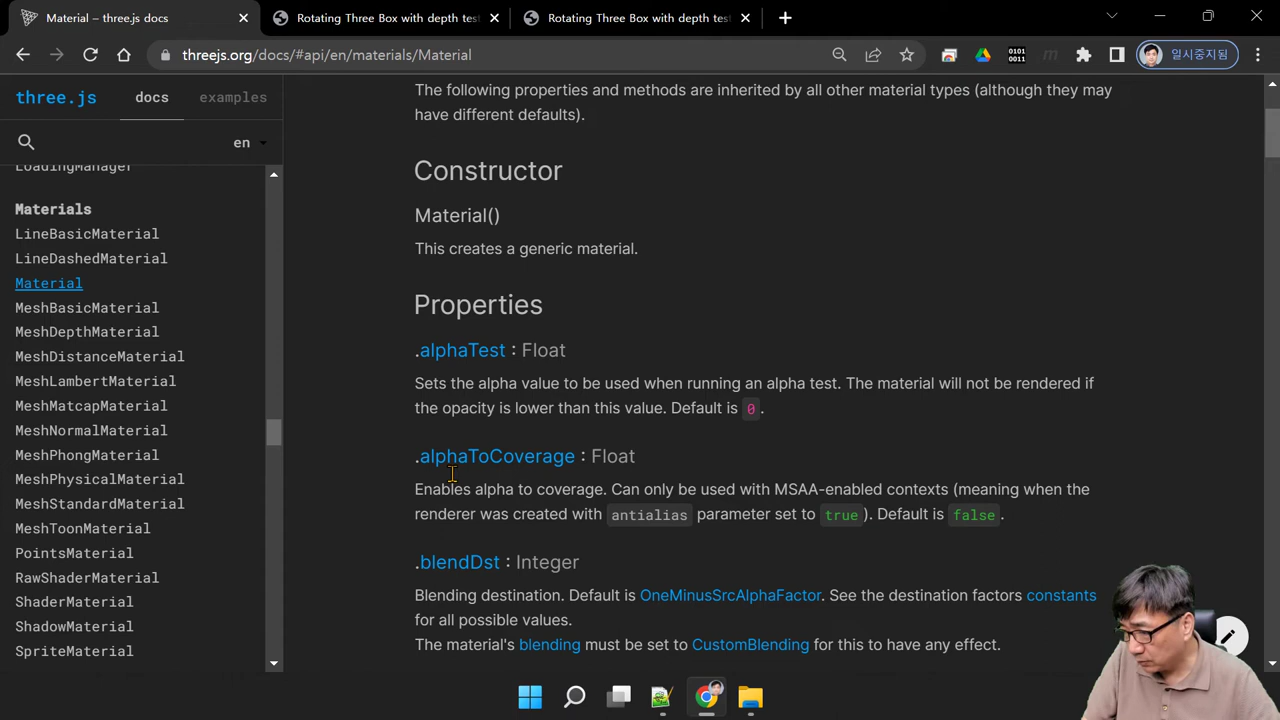 Material – three.js docs
Rotating Three Box with depth test
Rotating Three Box with depth test
threejs.org/docs/#api/en/materials/Material
0101
0011
m
일시중지됨
three.js
docs
examples
en
LoadingManager
Materials
LineBasicMaterial
LineDashedMaterial
Material
MeshBasicMaterial
MeshDepthMaterial
MeshDistanceMaterial
MeshLambertMaterial
MeshMatcapMaterial
MeshNormalMaterial
MeshPhongMaterial
MeshPhysicalMaterial
MeshStandardMaterial
MeshToonMaterial
PointsMaterial
RawShaderMaterial
ShaderMaterial
ShadowMaterial
SpriteMaterial
The following properties and methods are inherited by all other material types (although they may
have different defaults).
Constructor
Material()
This creates a generic material.
Properties
.alphaTest : Float
Sets the alpha value to be used when running an alpha test. The material will not be rendered if
the opacity is lower than this value. Default is 0.
.alphaToCoverage : Float
Enables alpha to coverage. Can only be used with MSAA-enabled contexts (meaning when the
renderer was created with antialias parameter set to true). Default is false.
.blendDst : Integer
Blending destination. Default is OneMinusSrcAlphaFactor. See the destination factors constants
for all possible values.
The material's blending must be set to CustomBlending for this to have any effect.